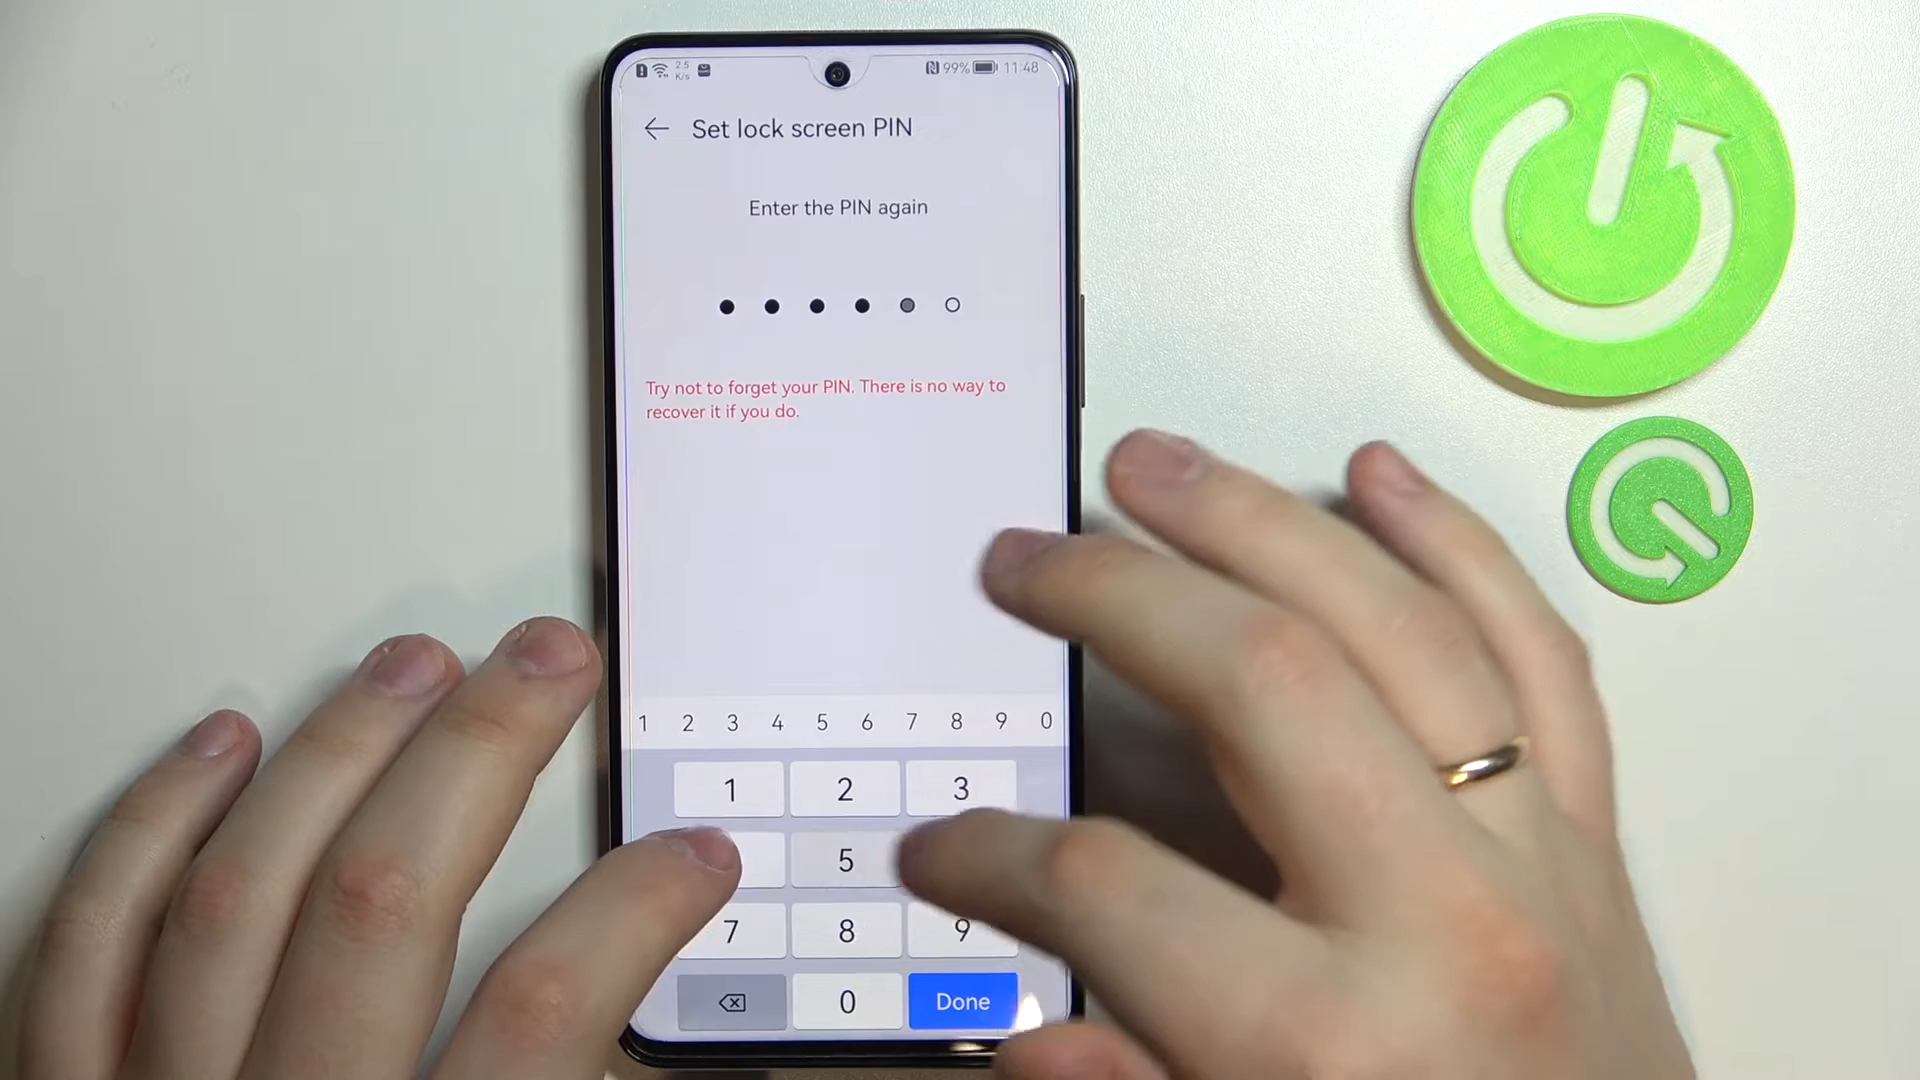 2.5
K/s
99% 11:48
Set lock screen PIN
Enter the PIN again
Try not to forget your PIN. There is no way to
recover it if you do.
1 2 3 4 5 6 7 8 9 0
1 2 3
5
7 8 9
0 Done